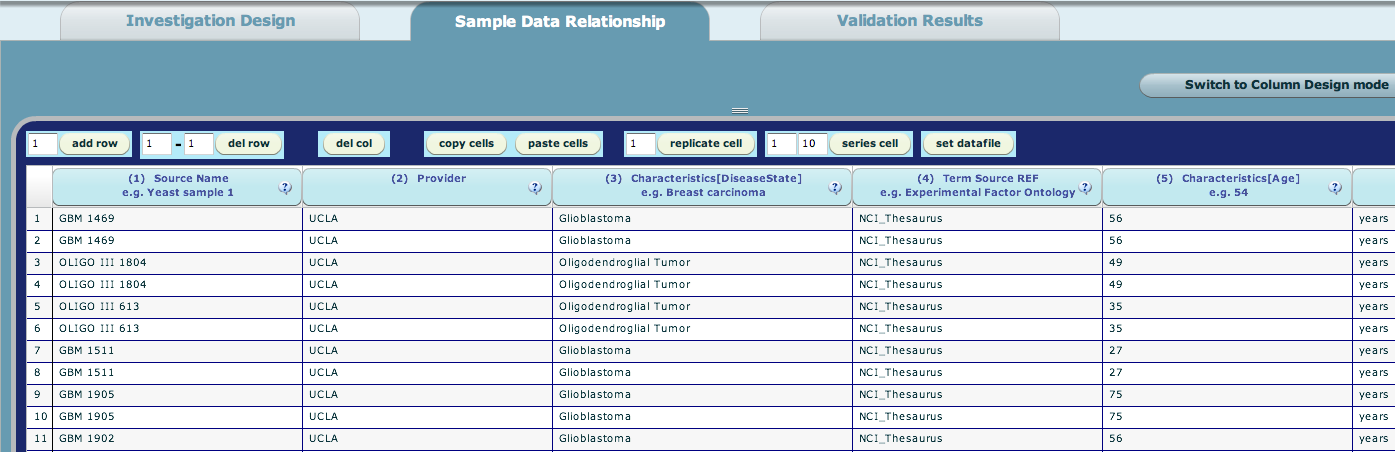 Investigation Design Sample Data Relationship Validation Results
Switch to Column Design mode
1 add row 1 - 1 del row del col copy cells paste cells 1 replicate cell 1 10 series cell set datafile
(1) Source Name (2) Provider (3) Characteristics[DiseaseState] (4) Term Source REF (5) Characteristics[Age]
e.g. Yeast sample 1 ? ? e.g. Breast carcinoma ? e.g. Experimental Factor Ontology ? e.g. 54 ?
1 GBM 1469 UCLA Glioblastoma NCI_Thesaurus 56 years
2 GBM 1469 UCLA Glioblastoma NCI_Thesaurus 56 years
3 OLIGO III 1804 UCLA Oligodendroglial Tumor NCI_Thesaurus 49 years
4 OLIGO III 1804 UCLA Oligodendroglial Tumor NCI_Thesaurus 49 years
5 OLIGO III 613 UCLA Oligodendroglial Tumor NCI_Thesaurus 35 years
6 OLIGO III 613 UCLA Oligodendroglial Tumor NCI_Thesaurus 35 years
7 GBM 1511 UCLA Glioblastoma NCI_Thesaurus 27 years
8 GBM 1511 UCLA Glioblastoma NCI_Thesaurus 27 years
9 GBM 1905 UCLA Glioblastoma NCI_Thesaurus 75 years
10 GBM 1905 UCLA Glioblastoma NCI_Thesaurus 75 years
11 GBM 1902 UCLA Glioblastoma NCI_Thesaurus 56 years